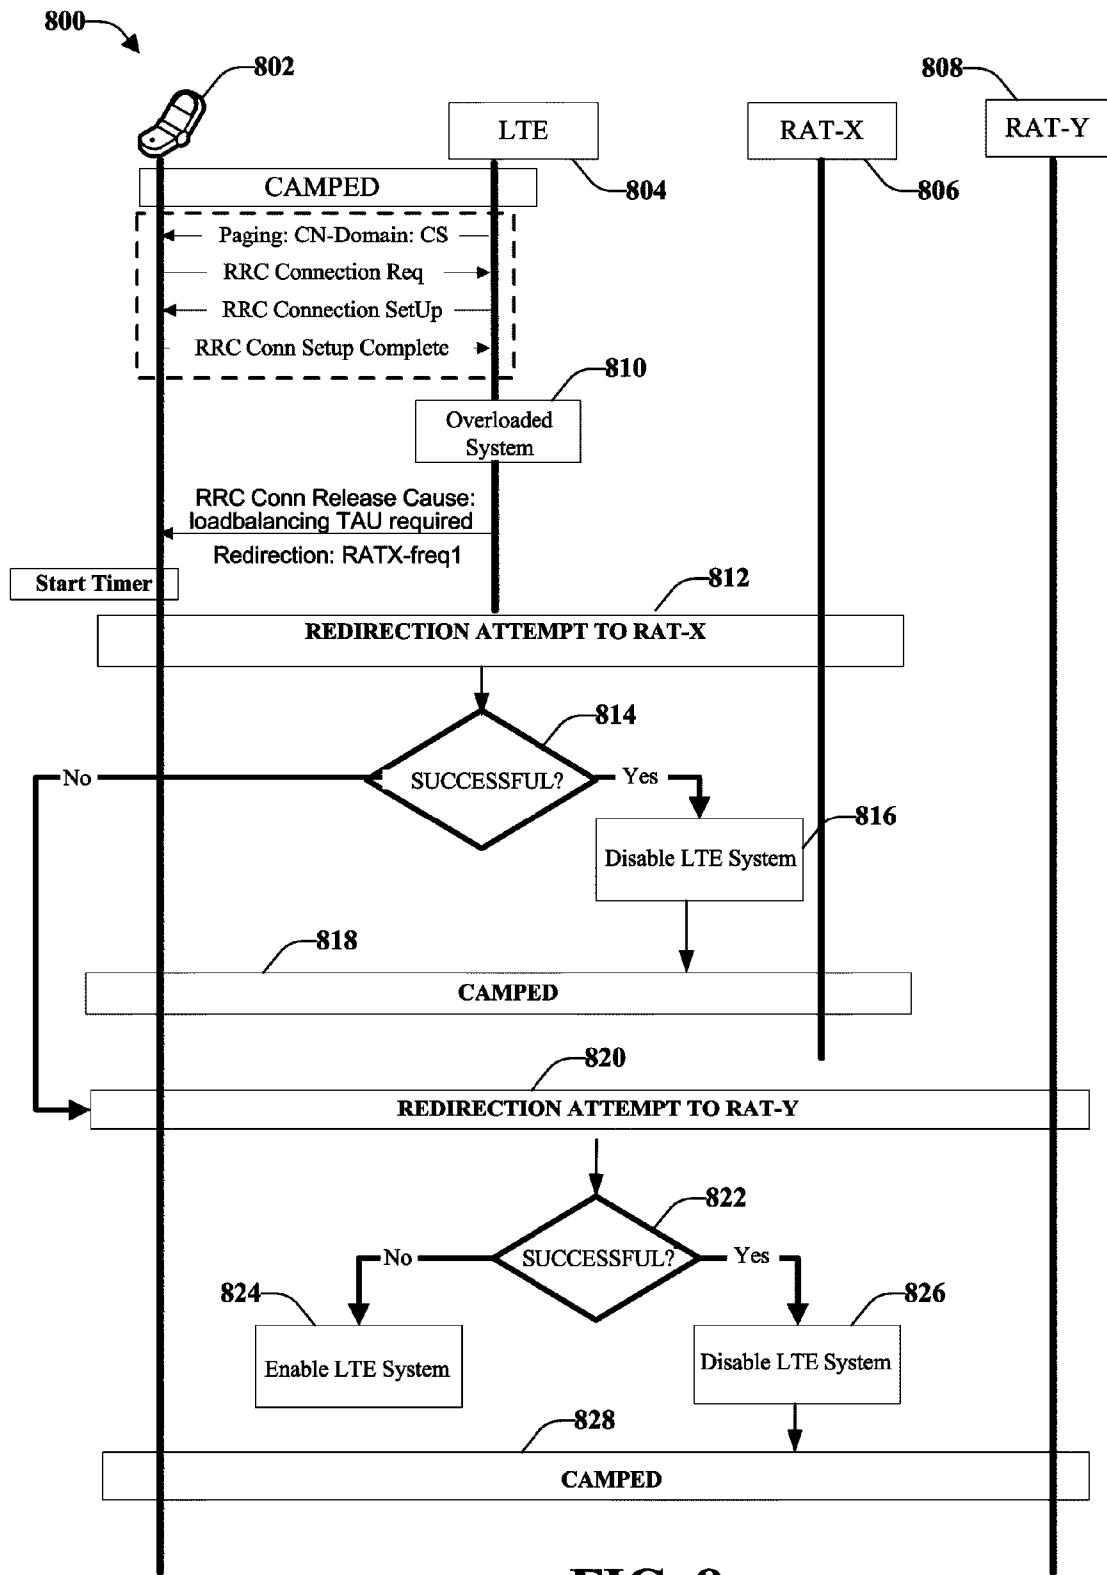 800
802
808
LTE
RAT-X
RAT-Y
804
806
CAMPED
Paging: CN-Domain: CS
RRC Connection Req
RRC Connection SetUp
RRC Conn Setup Complete
810
Overloaded
System
RRC Conn Release Cause:
loadbalancing TAU required
Redirection: RATX-freq1
Start Timer
812
REDIRECTION ATTEMPT TO RAT-X
814
No
SUCCESSFUL?
Yes
816
Disable LTE System
818
CAMPED
820
REDIRECTION ATTEMPT TO RAT-Y
822
No
SUCCESSFUL?
Yes
824
826
Enable LTE System
Disable LTE System
828
CAMPED